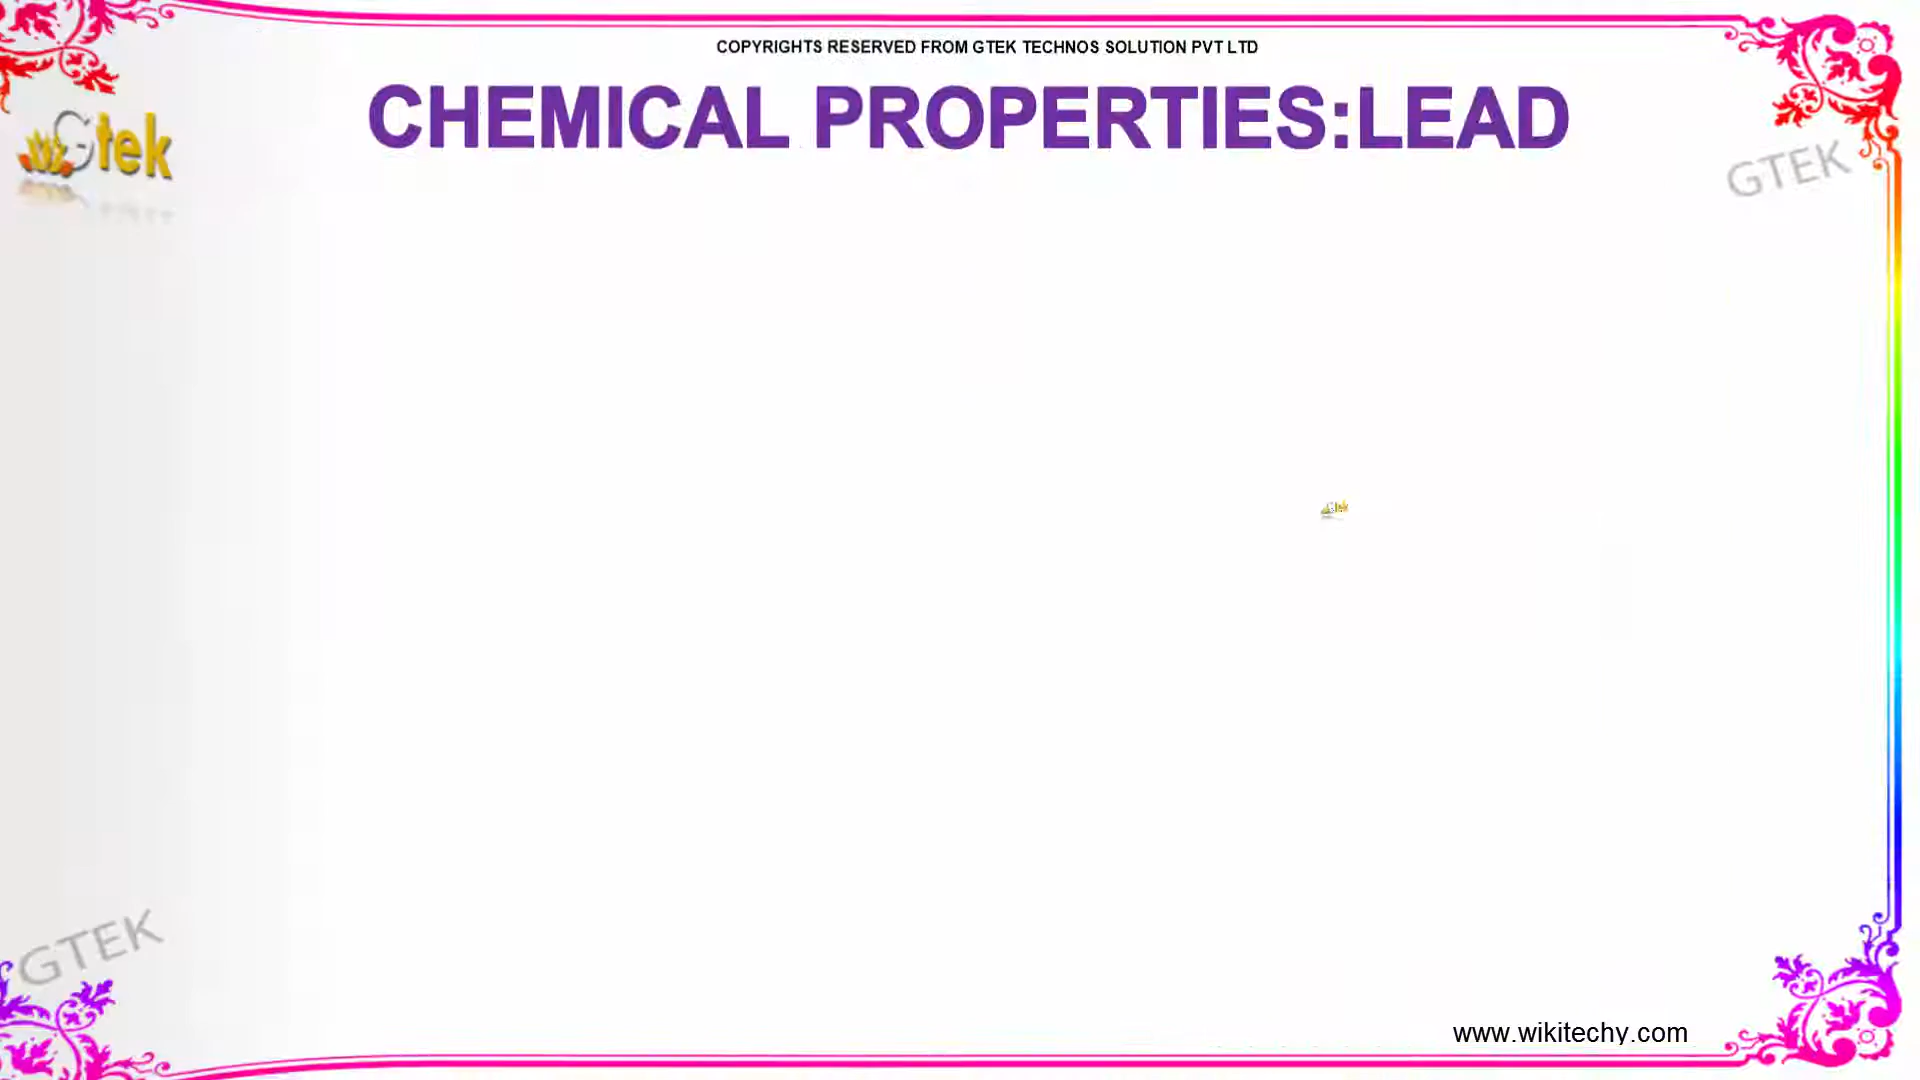 COPYRIGHTS RESERVED FROM GTEK TECHNOS SOLUTION PVT LTD
CHEMICAL PROPERTIES:LEAD
Gtek
GTEK
GTEK
www.wikitechy.com